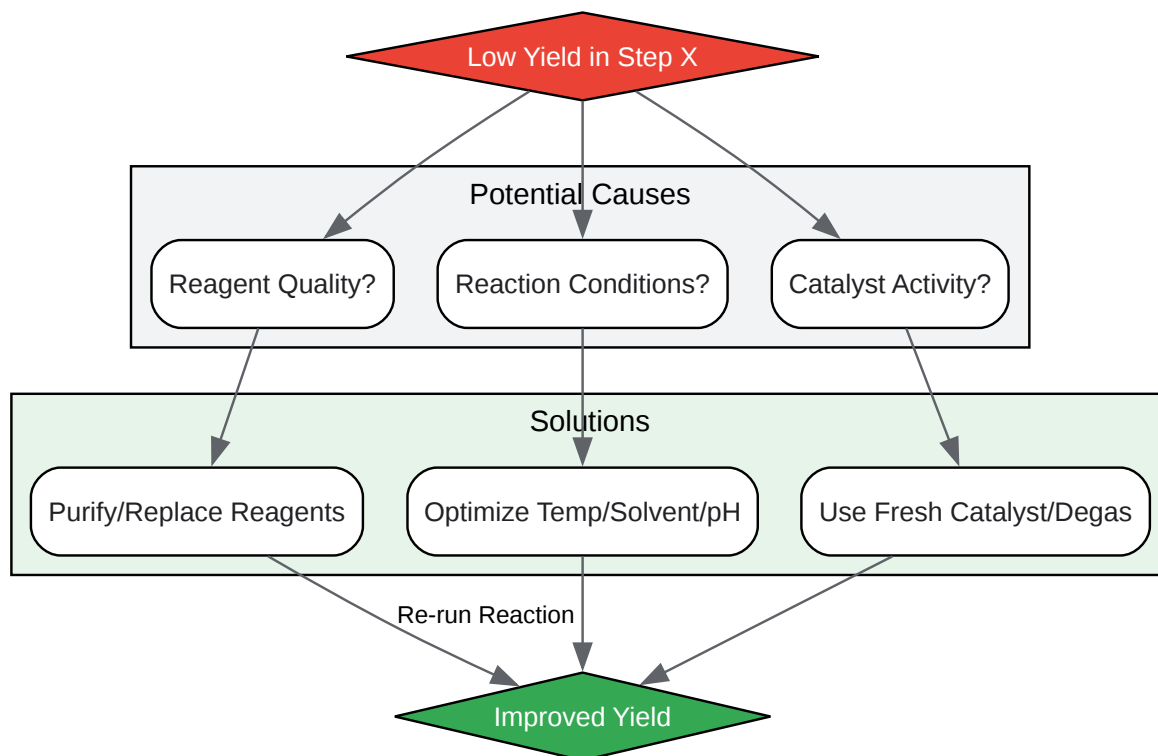 Low Yield in Step X
Potential Causes
Reagent Quality?
Reaction Conditions?
Catalyst Activity?
Solutions
Purify/Replace Reagents
Optimize Temp/Solvent/pH
Use Fresh Catalyst/Degas
Re-run Reaction
Improved Yield